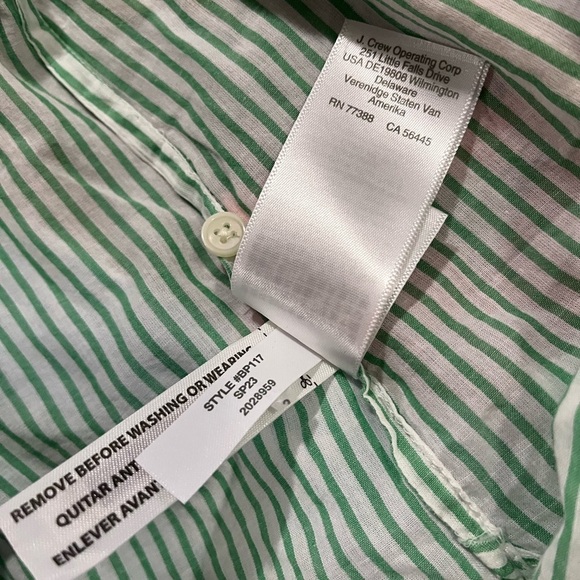 J. Crew Operating Corp
251 Little Falls Drive
USA DE19808 Wilmington
Delaware
Verenidge Staten Van
Amerika
RN 77388 CA 56445
STYLE #BP117
SP23
2028959
REMOVE BEFORE WASHING OR WEARING
QUITAR ANT
ENLEVER AVAN